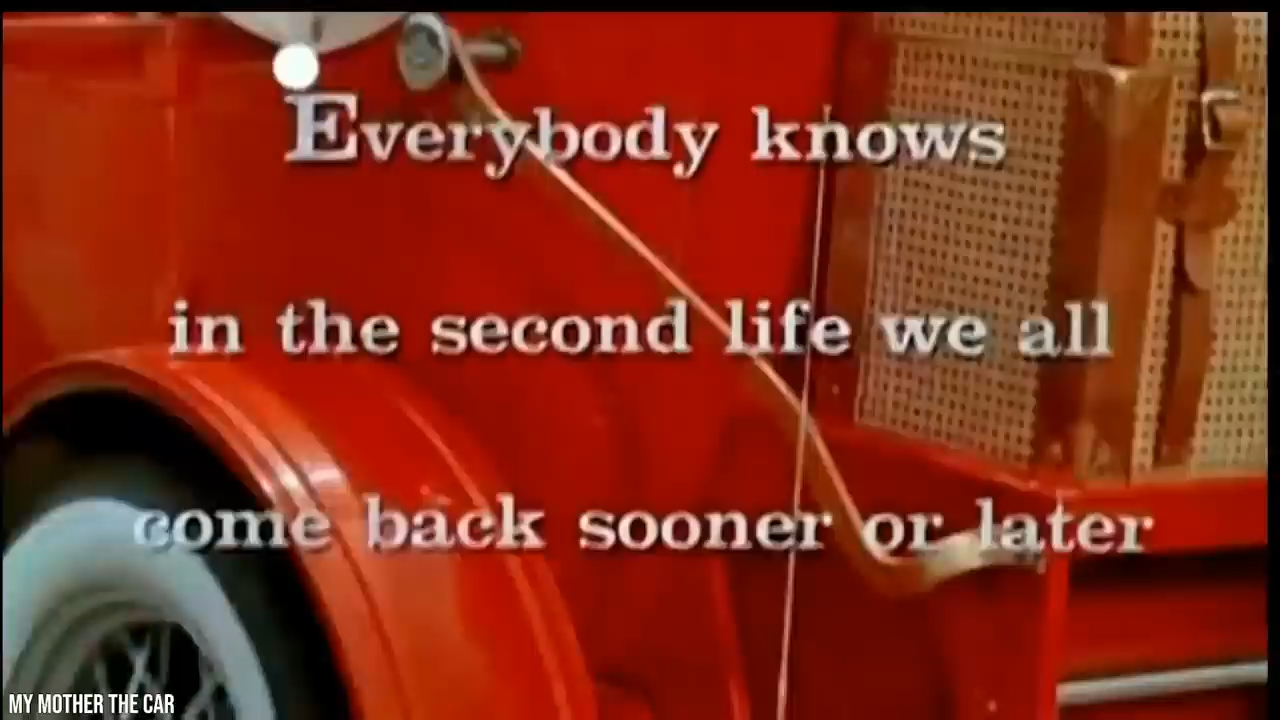 Everybody knows
in the second life we all
come back sooner or later
MY MOTHER THE CAR